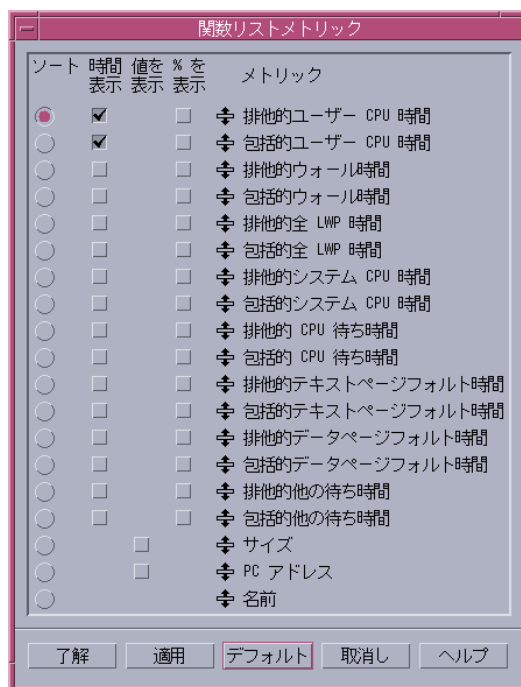 関数リストメトリック
ソート 時間表示 値を表示 % を表示 メトリック
排他的ユーザー CPU 時間
包括的ユーザー CPU 時間
排他的ウォール時間
包括的ウォール時間
排他的全 LWP 時間
包括的全 LWP 時間
排他的システム CPU 時間
包括的システム CPU 時間
排他的 CPU 待ち時間
包括的 CPU 待ち時間
排他的テキストページフォルト時間
包括的テキストページフォルト時間
排他的データページフォルト時間
包括的データページフォルト時間
排他的他の待ち時間
包括的他の待ち時間
サイズ
PC アドレス
名前
了解 適用 デフォルト 取消し ヘルプ